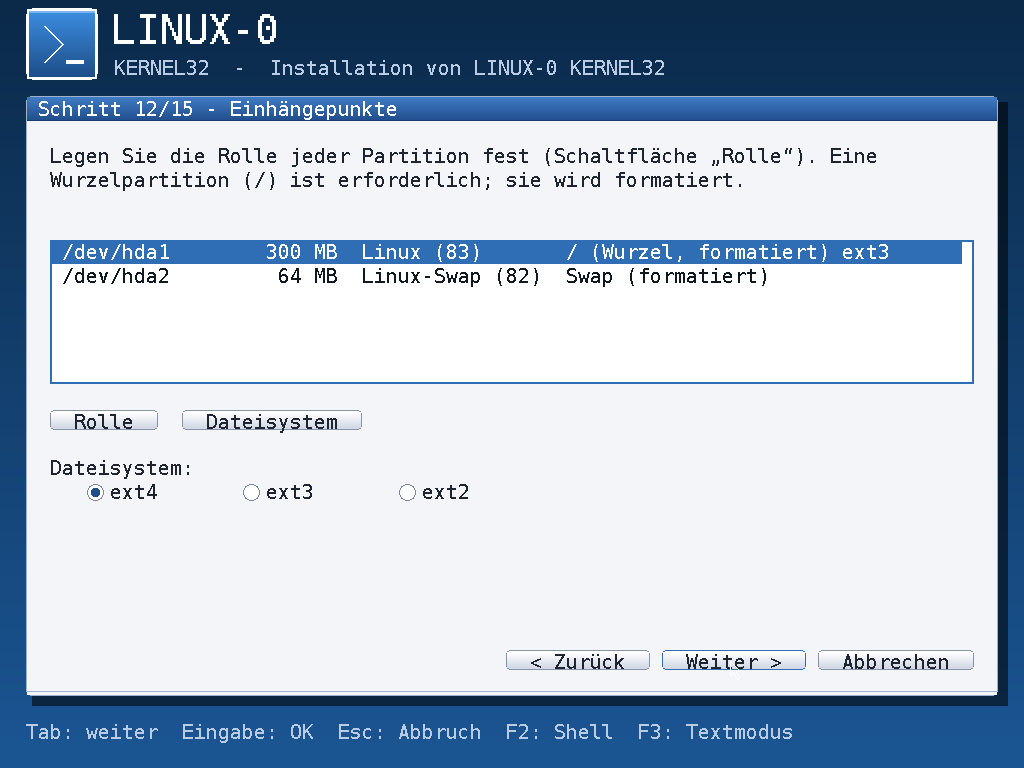 LINUX-0
KERNEL32  -  Installation von LINUX-0 KERNEL32
Schritt 12/15 - Einhängepunkte
Legen Sie die Rolle jeder Partition fest (Schaltfläche „Rolle“). Eine
Wurzelpartition (/) ist erforderlich; sie wird formatiert.
/dev/hda1        300 MB  Linux (83)       / (Wurzel, formatiert) ext3
/dev/hda2         64 MB  Linux-Swap (82)  Swap (formatiert)
Rolle  Dateisystem
Dateisystem:
ext4  ext3  ext2
< Zurück  Weiter >  Abbrechen
Tab: weiter  Eingabe: OK  Esc: Abbruch  F2: Shell  F3: Textmodus